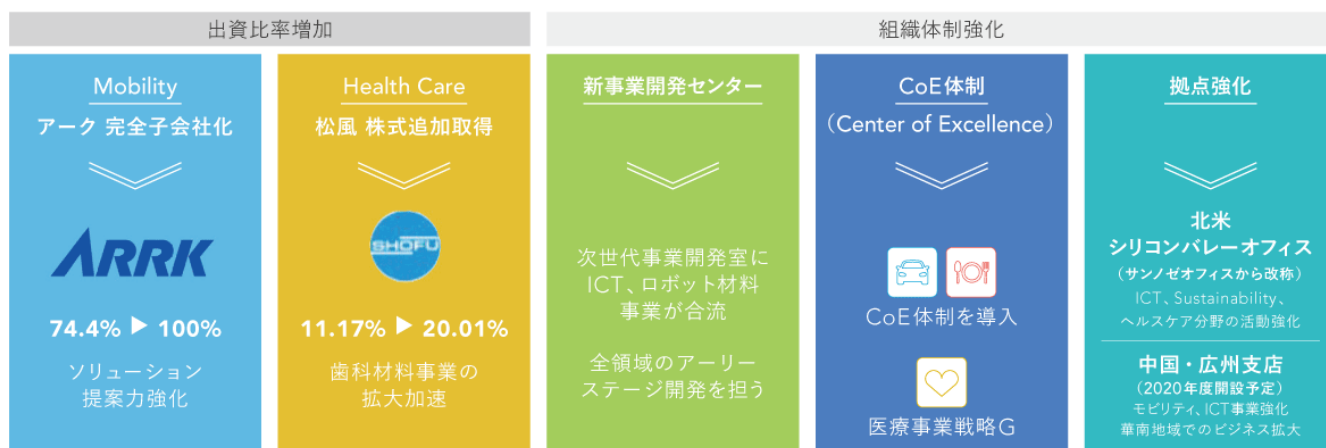 出資比率増加
組織体制強化
Mobility
アーク 完全子会社化
ARRK
74.4% ▶ 100%
ソリューション
提案力強化
Health Care
松風 株式追加取得
SHOFU
11.17% ▶ 20.01%
歯科材料事業の
拡大加速
新事業開発センター
次世代事業開発室に
ICT、ロボット材料
事業が合流
全領域のアーリー
ステージ開発を担う
CoE体制
（Center of Excellence）
CoE体制を導入
医療事業戦略G
拠点強化
北米
シリコンバレーオフィス
（サンノゼオフィスから改称）
ICT、Sustainability、
ヘルスケア分野の活動強化
中国・広州支店
（2020年度開設予定）
モビリティ、ICT事業強化
華南地域でのビジネス拡大